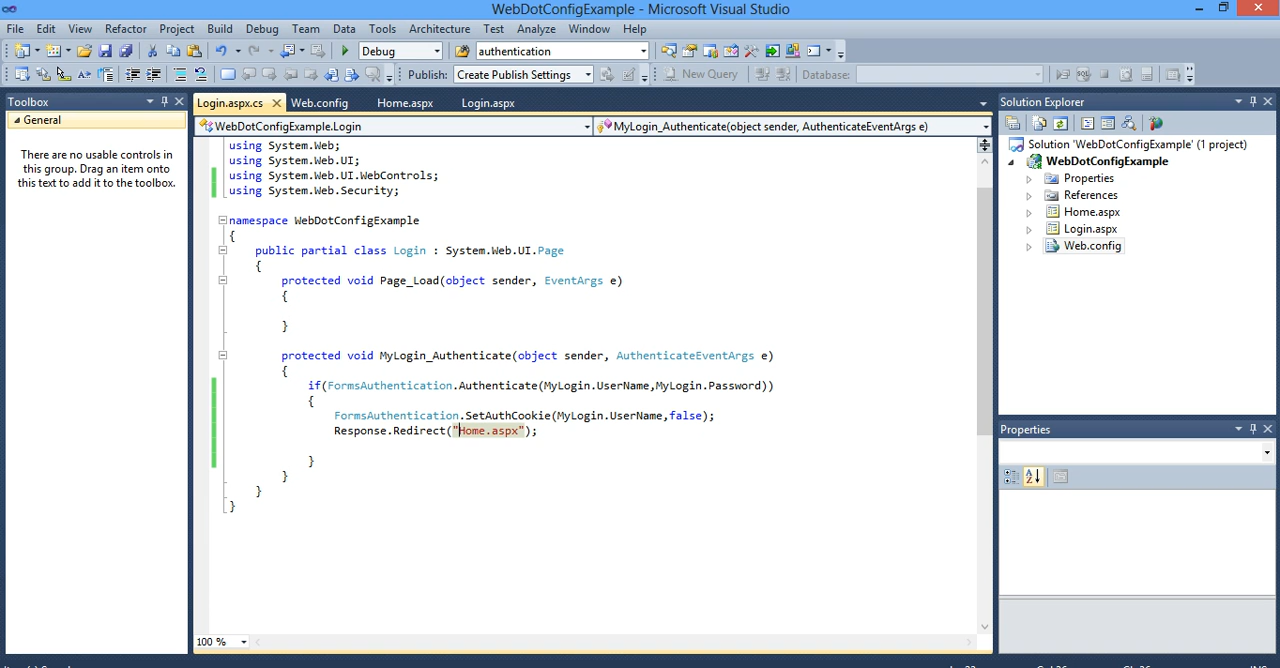 WebDotConfigExample - Microsoft Visual Studio
File Edit View Refactor Project Build Debug Team Data Tools Architecture Test Analyze Window Help
Debug authentication
Publish: Create Publish Settings New Query Database:
Toolbox
General
There are no usable controls in
this group. Drag an item onto
this text to add it to the toolbox.
Login.aspx.cs Web.config Home.aspx Login.aspx
WebDotConfigExample.Login MyLogin_Authenticate(object sender, AuthenticateEventArgs e)
using System.Web;
using System.Web.UI;
using System.Web.UI.WebControls;
using System.Web.Security;
namespace WebDotConfigExample
{
public partial class Login : System.Web.UI.Page
{
protected void Page_Load(object sender, EventArgs e)
{
}
protected void MyLogin_Authenticate(object sender, AuthenticateEventArgs e)
{
if(FormsAuthentication.Authenticate(MyLogin.UserName,MyLogin.Password))
{
FormsAuthentication.SetAuthCookie(MyLogin.UserName,false);
Response.Redirect("Home.aspx");
}
}
}
}
100 %
Solution Explorer
Solution 'WebDotConfigExample' (1 project)
WebDotConfigExample
Properties
References
Home.aspx
Login.aspx
Web.config
Properties